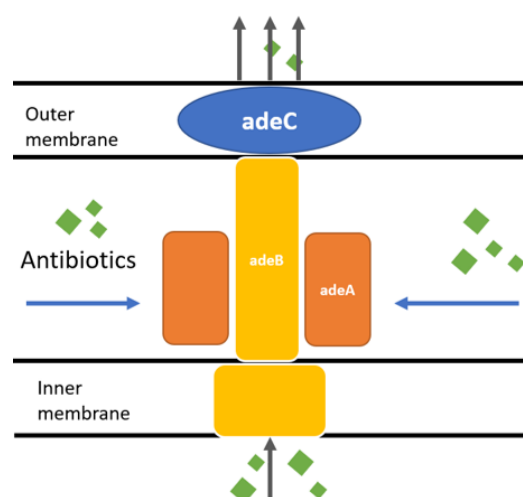 Outer
membrane
adeC
Antibiotics
adeB
adeA
Inner
membrane